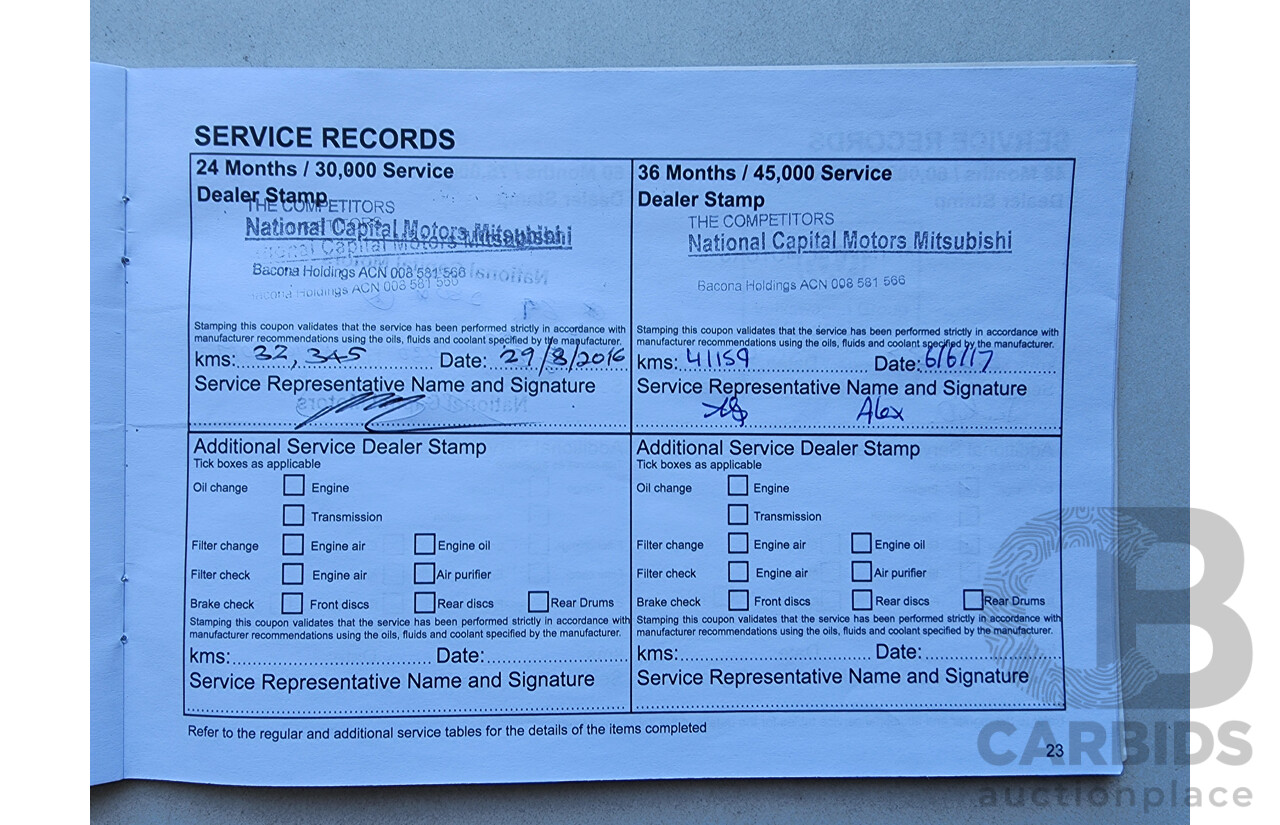 SERVICE RECORDS
24 Months / 30,000 Service
Dealer Stamp
THE COMPETITORS
National Capital Motors Mitsubishi
Bacona Holdings ACN 008 581 566
Stamping this coupon validates that the service has been performed strictly in accordance with
manufacturer recommendations using the oils, fluids and coolant specified by the manufacturer.
kms: 32,345 Date: 29/8/2016
Service Representative Name and Signature
Additional Service Dealer Stamp
Tick boxes as applicable
Oil change Engine
Transmission
Filter change Engine air Engine oil
Filter check Engine air Air purifier
Brake check Front discs Rear discs Rear Drums
Stamping this coupon validates that the service has been performed strictly in accordance with
manufacturer recommendations using the oils, fluids and coolant specified by the manufacturer.
kms: Date:
Service Representative Name and Signature
36 Months / 45,000 Service
Dealer Stamp
THE COMPETITORS
National Capital Motors Mitsubishi
Bacona Holdings ACN 008 581 566
Stamping this coupon validates that the service has been performed strictly in accordance with
manufacturer recommendations using the oils, fluids and coolant specified by the manufacturer.
kms: 41159 Date: 6/6/17
Service Representative Name and Signature
Alex
Additional Service Dealer Stamp
Tick boxes as applicable
Oil change Engine
Transmission
Filter change Engine air Engine oil
Filter check Engine air Air purifier
Brake check Front discs Rear discs Rear Drums
Stamping this coupon validates that the service has been performed strictly in accordance with
manufacturer recommendations using the oils, fluids and coolant specified by the manufacturer.
kms: Date:
Service Representative Name and Signature
Refer to the regular and additional service tables for the details of the items completed
23
CB
CARBIDS
auctionplace